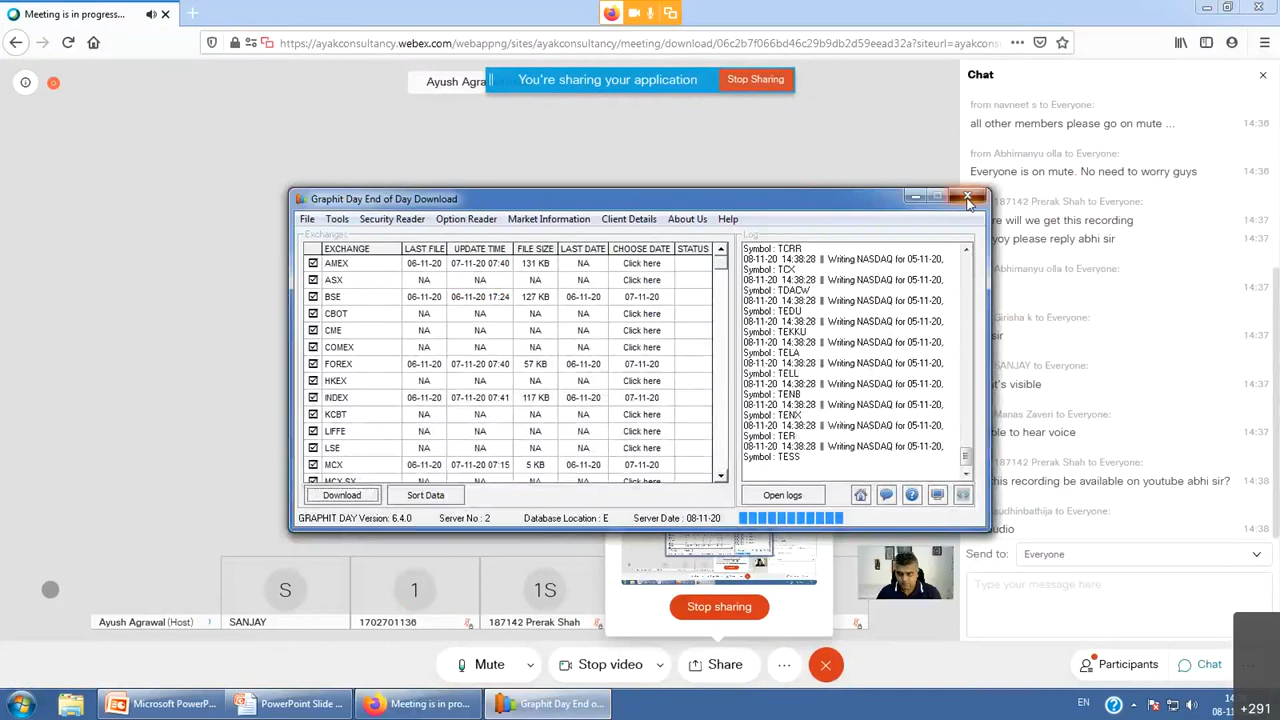 Meeting is in progress...
https://ayakconsultancy.webex.com/webappng/sites/ayakconsultancy/meeting/download/06c2b7f066bd46c29b9db2d59eead32a?siteurl=ayakcons
Ayush Agra
You're sharing your application
Stop Sharing
Chat
from navneet s to Everyone:
all other members please go on mute ...
14:36
from Abhimanyu olla to Everyone:
Everyone is on mute. No need to worry guys
14:36
187142 Prerak Shah to Everyone:
re will we get this recording
14:36
yoy please reply abhi sir
14:36
Abhimanyu olla to Everyone:
14:37
Girisha k to Everyone:
sir
14:37
SANJAY to Everyone:
t's visible
14:37
Manas Zaveri to Everyone:
ble to hear voice
14:37
187142 Prerak Shah to Everyone:
this recording be available on youtube abhi sir?
14:38
audhinbathija to Everyone:
udio
14:38
Send to:
Everyone
Type your message here
Graphit Day End of Day Download
File Tools Security Reader Option Reader Market Information Client Details About Us Help
Exchanges
EXCHANGE LAST FILE UPDATE TIME FILE SIZE LAST DATE CHOOSE DATE STATUS
AMEX 06-11-20 07-11-20 07:40 131 KB NA Click here
ASX NA NA NA NA Click here
BSE 06-11-20 06-11-20 17:24 127 KB 06-11-20 07-11-20
CBOT NA NA NA NA Click here
CME NA NA NA NA Click here
COMEX NA NA NA NA Click here
FOREX 06-11-20 07-11-20 07:40 57 KB 06-11-20 07-11-20
HKEX NA NA NA NA Click here
INDEX 06-11-20 07-11-20 07:41 117 KB 06-11-20 07-11-20
KCBT NA NA NA NA Click here
LIFFE NA NA NA NA Click here
LSE NA NA NA NA Click here
MCX 06-11-20 07-11-20 07:15 5 KB 06-11-20 07-11-20
MCX-SX
Log
Symbol : TCRR
08-11-20 14:38:28 || Writing NASDAQ for 05-11-20,
Symbol : TCX
08-11-20 14:38:28 || Writing NASDAQ for 05-11-20,
Symbol : TDACW
08-11-20 14:38:28 || Writing NASDAQ for 05-11-20,
Symbol : TEDU
08-11-20 14:38:28 || Writing NASDAQ for 05-11-20,
Symbol : TEKKU
08-11-20 14:38:28 || Writing NASDAQ for 05-11-20,
Symbol : TELA
08-11-20 14:38:28 || Writing NASDAQ for 05-11-20,
Symbol : TELL
08-11-20 14:38:28 || Writing NASDAQ for 05-11-20,
Symbol : TENB
08-11-20 14:38:28 || Writing NASDAQ for 05-11-20,
Symbol : TENX
08-11-20 14:38:28 || Writing NASDAQ for 05-11-20,
Symbol : TER
08-11-20 14:38:28 || Writing NASDAQ for 05-11-20,
Symbol : TESS
Download
Sort Data
Open logs
GRAPHIT DAY Version: 6.4.0 Server No : 2 Database Location : E Server Date : 08-11-20
S
1
1S
Ayush Agrawal (Host)
SANJAY
1702701136
187142 Prerak Shah
Stop sharing
Mute
Stop video
Share
Participants
Chat
Microsoft PowerP...
PowerPoint Slide ...
Meeting is in pro...
Graphit Day End o...
EN
+291